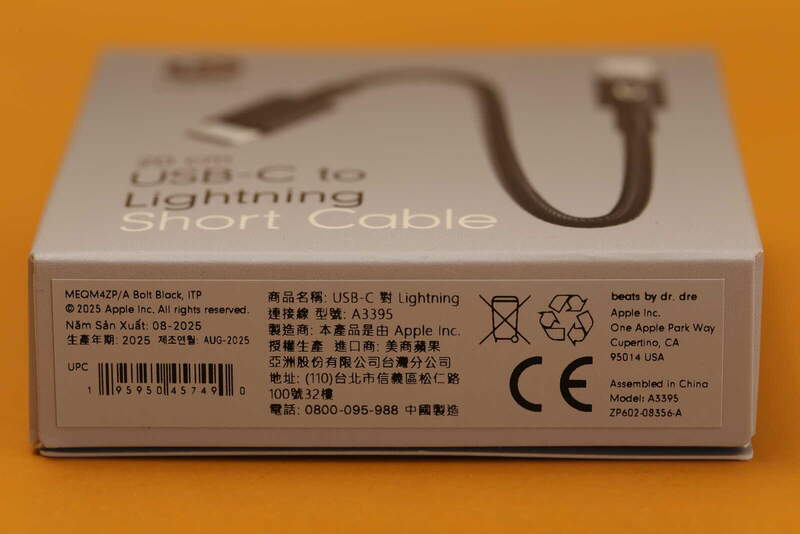 20 cm
USB-C to
Lightning
Short Cable
MEQM4ZP/A Bolt Black, ITP
© 2025 Apple Inc. All rights reserved.
Năm Sản Xuất: 08-2025
生產年期: 2025 제조연월: AUG-2025
UPC
1 95950 45749 0
商品名稱: USB-C 對 Lightning
連接線 型號: A3395
製造商: 本產品是由 Apple Inc.
授權生產 進口商: 美商蘋果
亞洲股份有限公司台灣分公司
地址: (110)台北市信義區松仁路
100號32樓
電話: 0800-095-988 中國製造
CE
beats by dr. dre
Apple Inc.
One Apple Park Way
Cupertino, CA
95014 USA
Assembled in China
Model: A3395
ZP602-08356-A